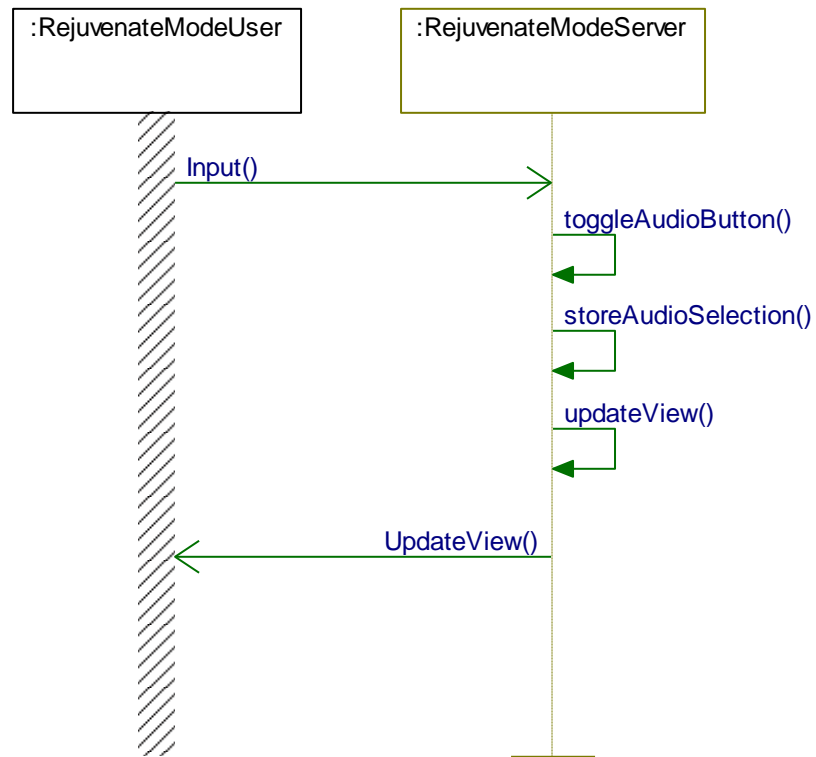 :RejuvenateModeUser
:RejuvenateModeServer
Input()
toggleAudioButton()
storeAudioSelection()
updateView()
UpdateView()